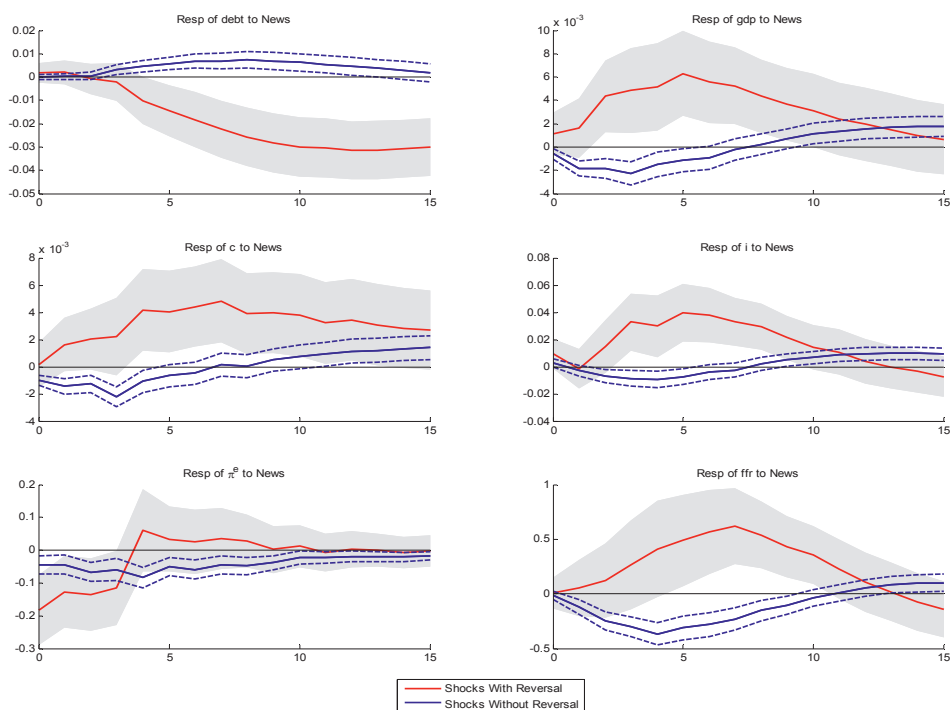 Resp of debt to News
0.02
0.01
0
-0.01
-0.02
-0.03
-0.04
-0.05
0 5 10 15
Resp of gdp to News
x 10⁻³
10
8
6
4
2
0
-2
-4
0 5 10 15
Resp of c to News
x 10⁻³
8
6
4
2
0
-2
-4
0 5 10 15
Resp of i to News
0.08
0.06
0.04
0.02
0
-0.02
-0.04
0 5 10 15
Resp of πᵉ to News
0.2
0.1
0
-0.1
-0.2
-0.3
0 5 10 15
Resp of ffr to News
1
0.5
0
-0.5
0 5 10 15
Shocks With Reversal
Shocks Without Reversal